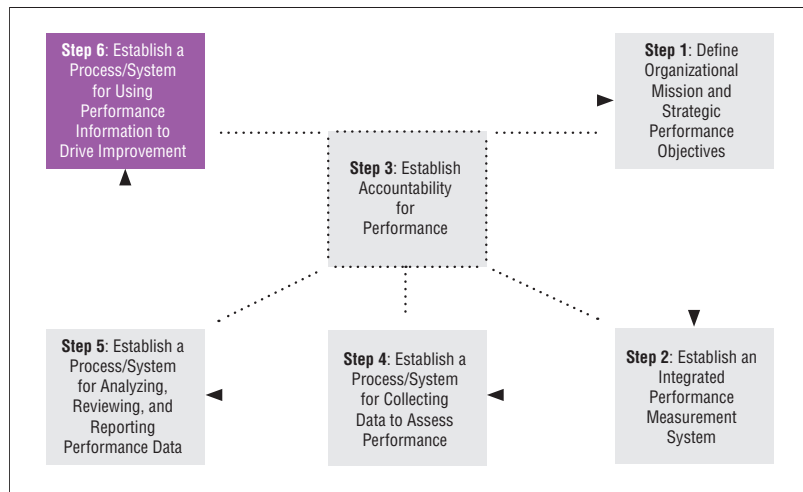 Step 6: Establish a
Process/System
for Using
Performance
Information to
Drive Improvement
Step 1: Define
Organizational
Mission and
Strategic
Performance
Objectives
Step 3: Establish
Accountability
for
Performance
Step 5: Establish a
Process/System
for Analyzing,
Reviewing, and
Reporting
Performance Data
Step 4: Establish a
Process/System
for Collecting
Data to Assess
Performance
Step 2: Establish an
Integrated
Performance
Measurement
System